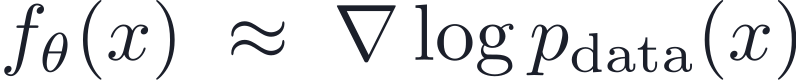 f_θ(x) ≈ ∇ log p_data(x)